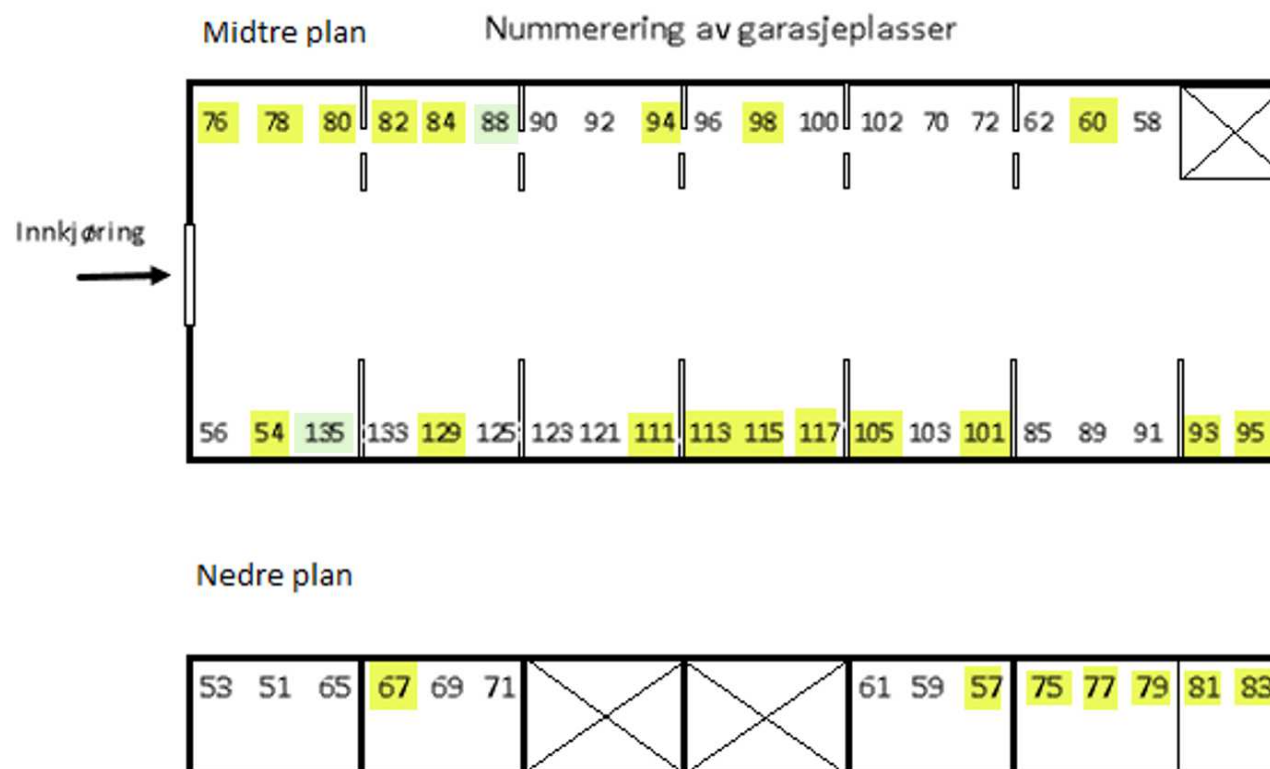 Midtre plan
Nummerering av garasjeplasser
76 78 80 82 84 88 90 92 94 96 98 100 102 70 72 62 60 58
Innkjøring
56 54 135 133 129 125 123 121 111 113 115 117 105 103 101 85 89 91 93 95
Nedre plan
53 51 65 67 69 71 61 59 57 75 77 79 81 83